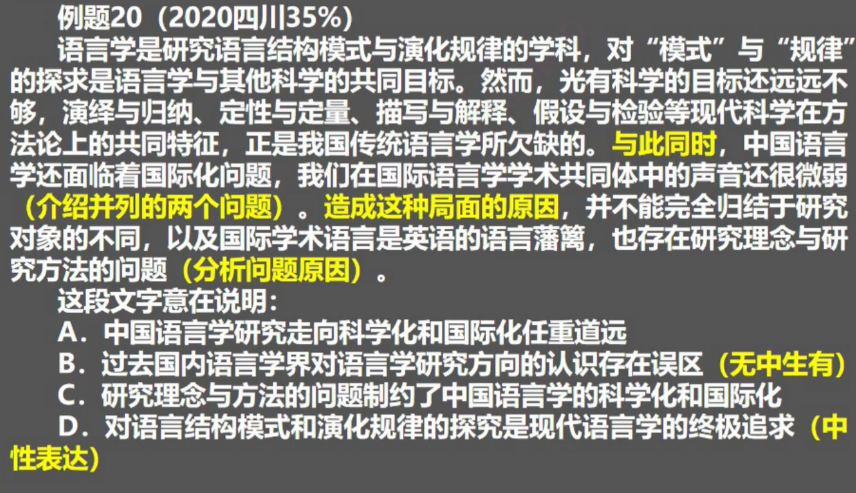 例题20（2020四川35%）
语言学是研究语言结构模式与演化规律的学科，对“模式”与“规律”
的探求是语言学与其他科学的共同目标。然而，光有科学的目标还远远不
够，演绎与归纳、定性与定量、描写与解释、假设与检验等现代科学在方
法论上的共同特征，正是我国传统语言学所欠缺的。与此同时，中国语言
学还面临着国际化问题，我们在国际语言学学术共同体中的声音还很微弱
（介绍并列的两个问题）。造成这种局面的原因，并不能完全归结于研究
对象的不同，以及国际学术语言是英语的语言藩篱，也存在研究理念与研
究方法的问题（分析问题原因）。
这段文字意在说明：
A．中国语言学研究走向科学化和国际化任重道远
B．过去国内语言学界对语言学研究方向的认识存在误区（无中生有）
C．研究理念与方法的问题制约了中国语言学的科学化和国际化
D．对语言结构模式和演化规律的探究是现代语言学的终极追求（中
性表达）